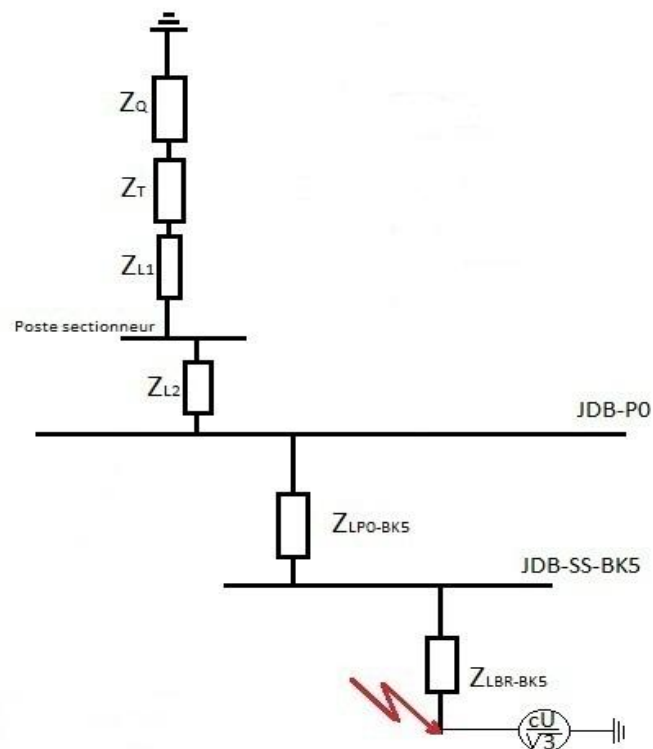 ZQ
ZT
ZL1
Poste sectionneur
ZL2
JDB-P0
ZLP0-BK5
JDB-SS-BK5
ZLBR-BK5
cU
√3